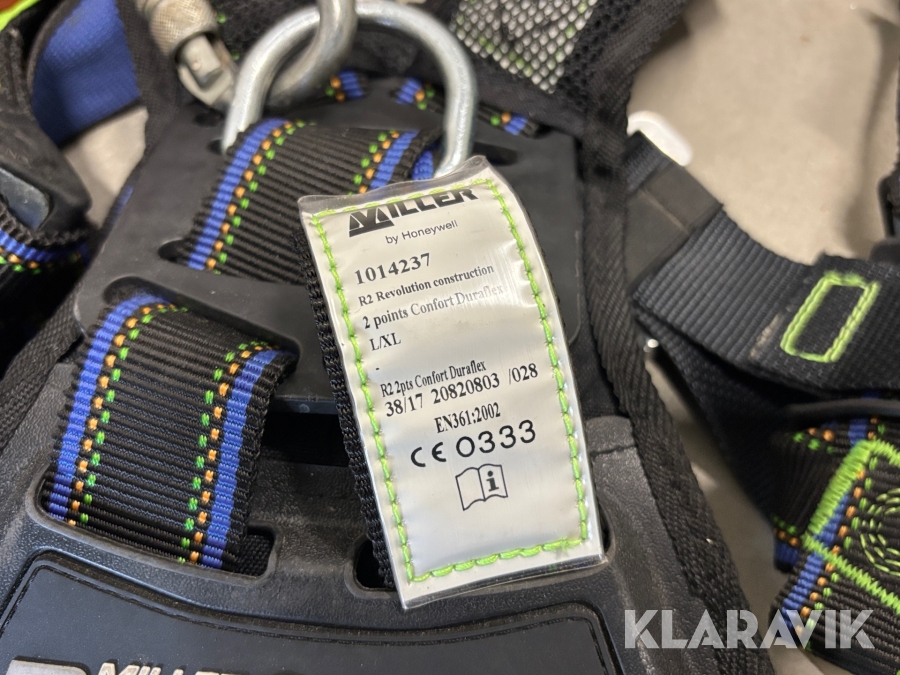 MILLER
by Honeywell
1014237
R2 Revolution construction
2 points Confort Duraflex
L/XL
-
R2 2pts Confort Duraflex
38/17 20820803 /028
EN361:2002
CE 0333
i
MILLER
KLARAVIK